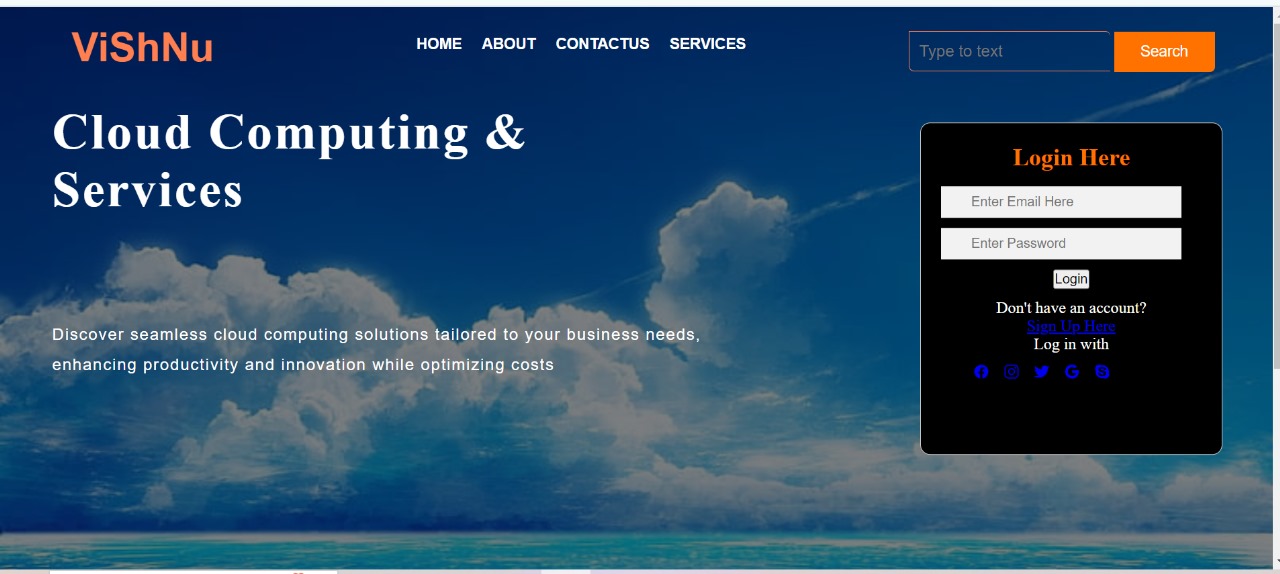 ViShNu
HOME ABOUT CONTACTUS SERVICES
Type to text
Search
Cloud Computing &
Services
Discover seamless cloud computing solutions tailored to your business needs,
enhancing productivity and innovation while optimizing costs
Login Here
Enter Email Here
Enter Password
Login
Don't have an account?
Sign Up Here
Log in with